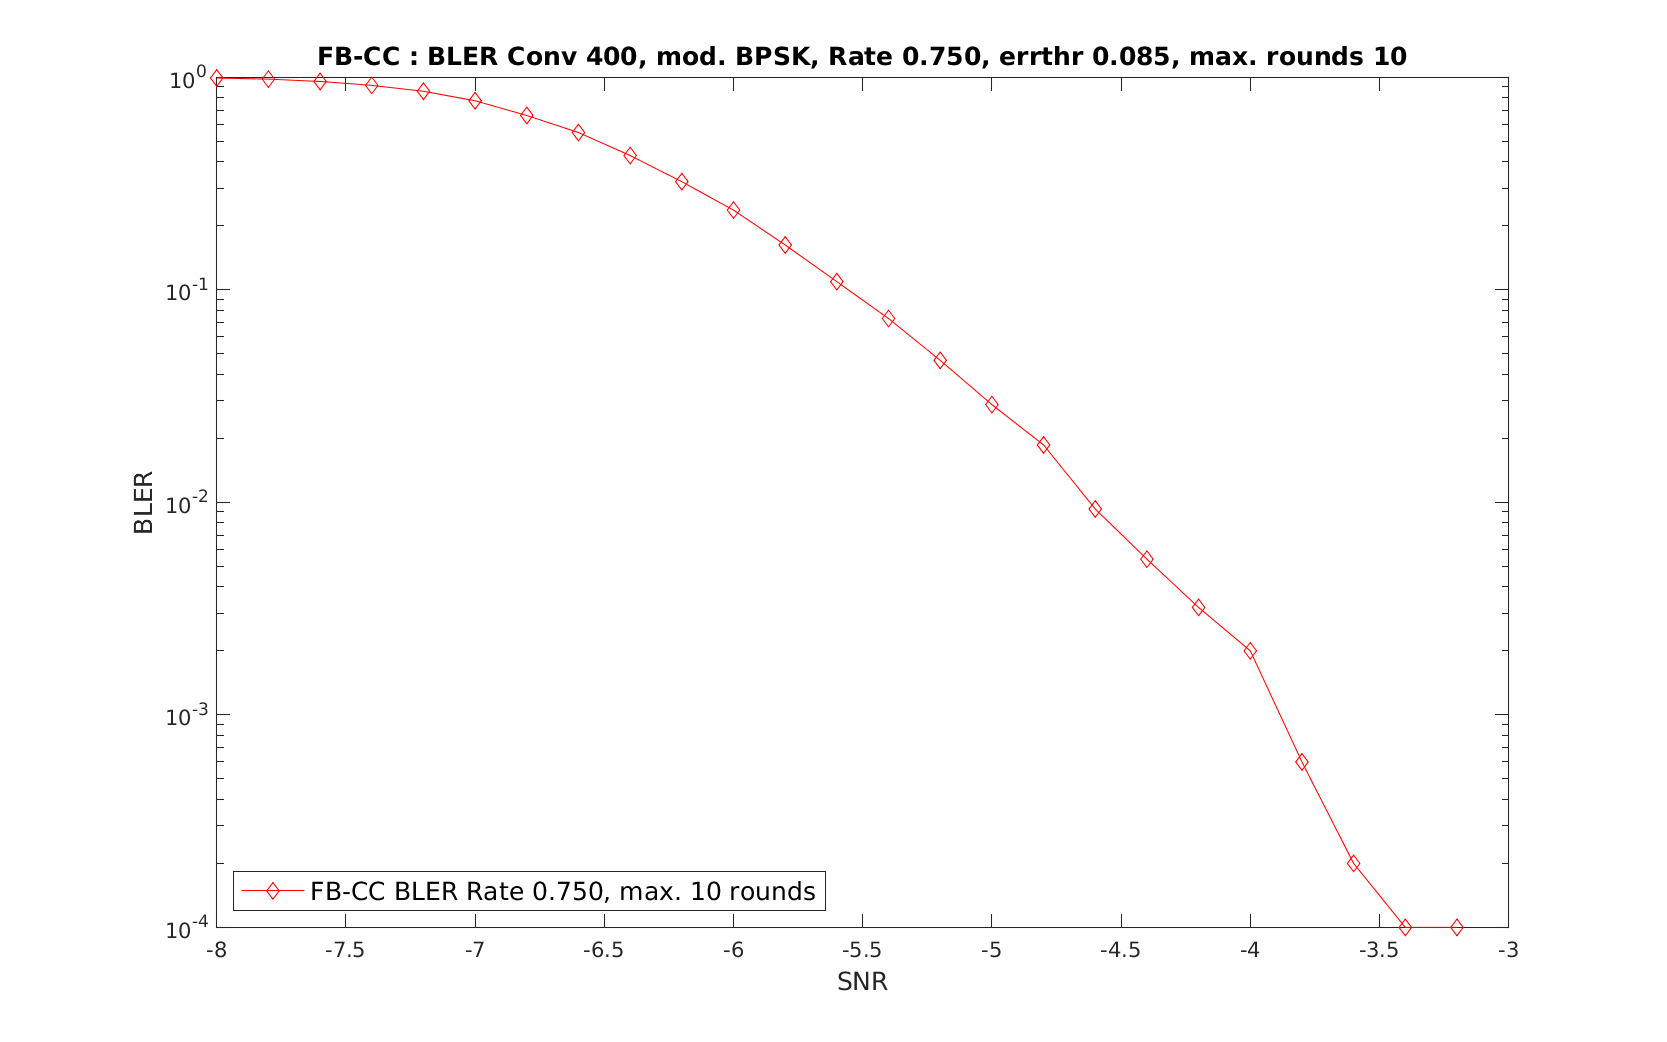 FB-CC : BLER Conv 400, mod. BPSK, Rate 0.750, errthr 0.085, max. rounds 10
10^0
10^-1
10^-2
10^-3
10^-4
BLER
FB-CC BLER Rate 0.750, max. 10 rounds
-8 -7.5 -7 -6.5 -6 -5.5 -5 -4.5 -4 -3.5 -3
SNR